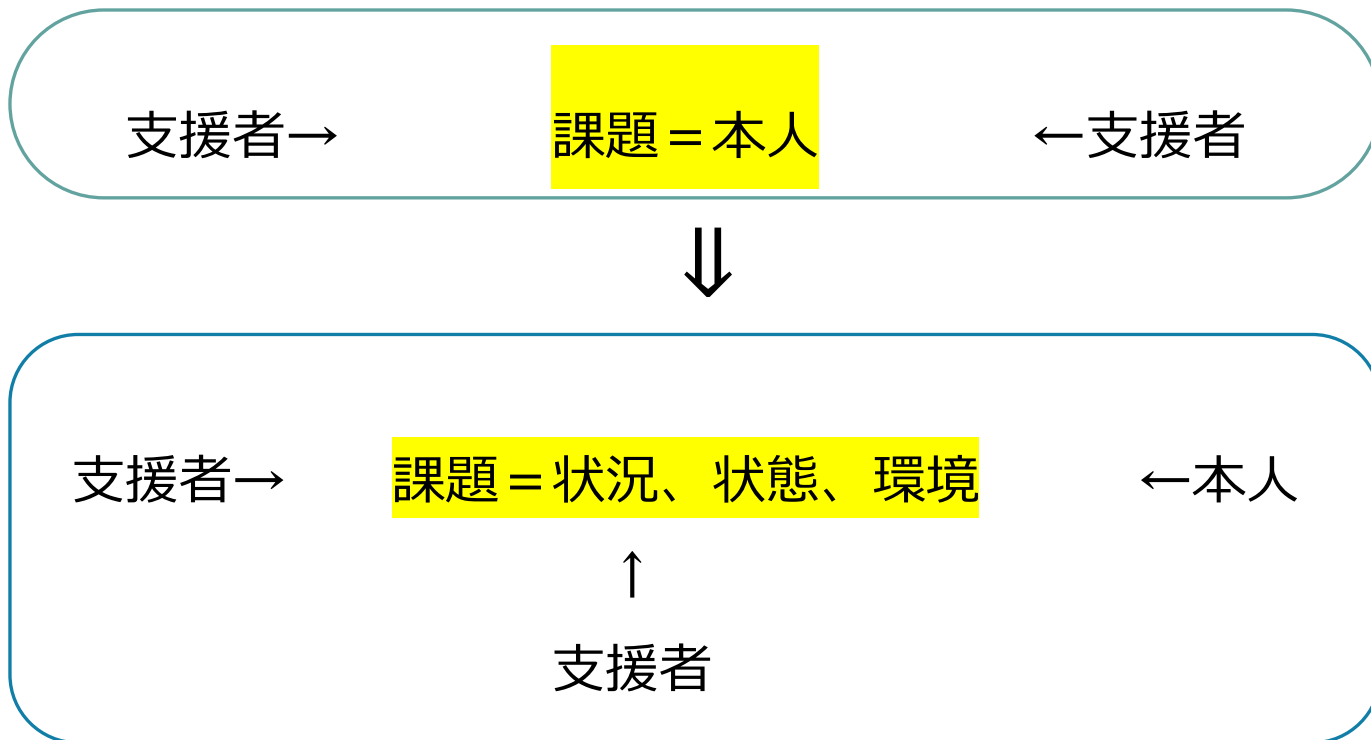 支援者→ 課題＝本人 ←支援者
⇓
支援者→ 課題＝状況、状態、環境 ←本人
↑
支援者